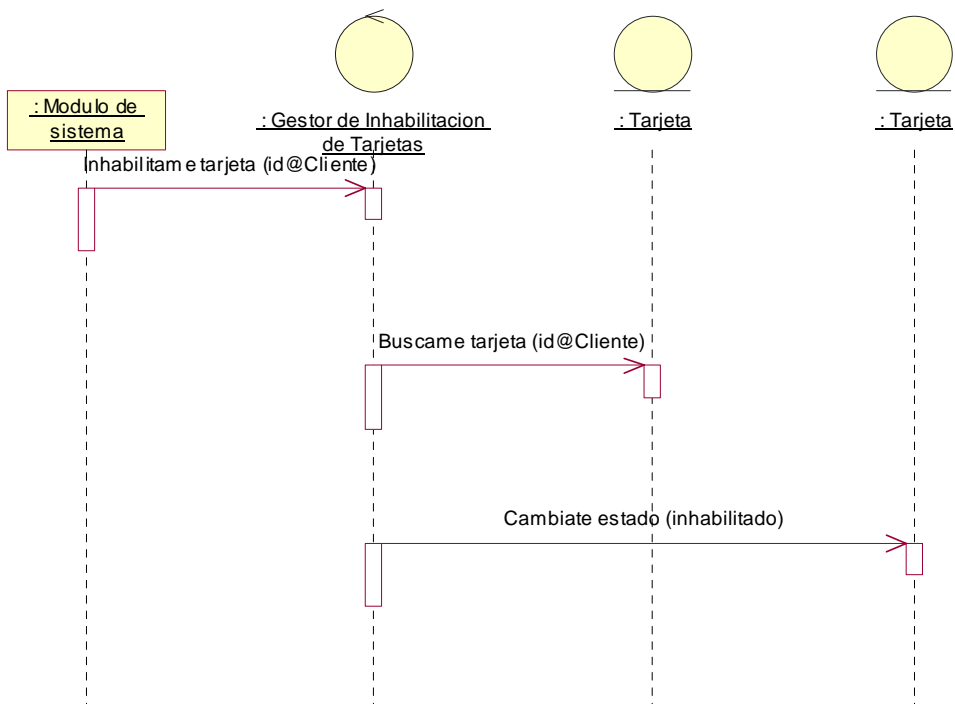 : Modulo de
sistema
: Gestor de Inhabilitacion
de Tarjetas
: Tarjeta
: Tarjeta
Inhabilitame tarjeta (id@Cliente)
Buscame tarjeta (id@Cliente)
Cambiate estado (inhabilitado)